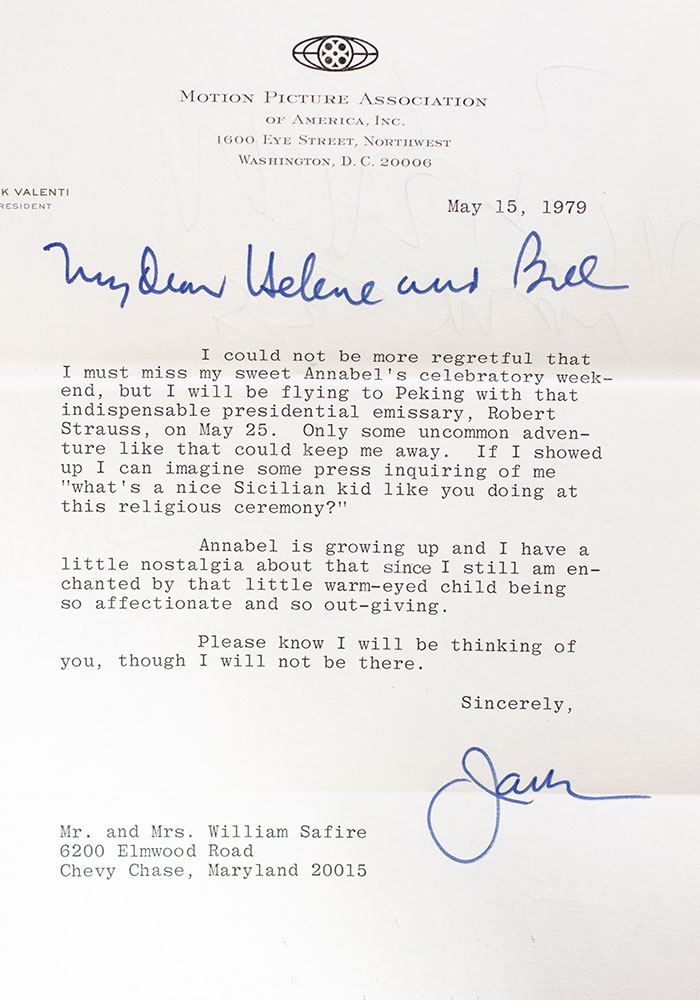 MOTION PICTURE ASSOCIATION
OF AMERICA, INC.
1600 EYE STREET, NORTHWEST
WASHINGTON, D. C. 20006
K VALENTI
RESIDENT
May 15, 1979
My Dear Helene and Bill
I could not be more regretful that
I must miss my sweet Annabel's celebratory week-
end, but I will be flying to Peking with that
indispensable presidential emissary, Robert
Strauss, on May 25. Only some uncommon adven-
ture like that could keep me away. If I showed
up I can imagine some press inquiring of me
"what's a nice Sicilian kid like you doing at
this religious ceremony?"
Annabel is growing up and I have a
little nostalgia about that since I still am en-
chanted by that little warm-eyed child being
so affectionate and so out-giving.
Please know I will be thinking of
you, though I will not be there.
Sincerely,
Jack
Mr. and Mrs. William Safire
6200 Elmwood Road
Chevy Chase, Maryland 20015